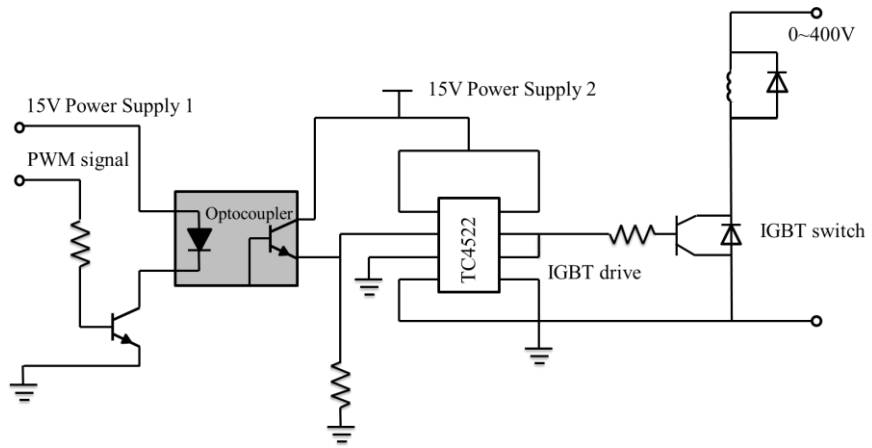 0~400V
15V Power Supply 1
15V Power Supply 2
PWM signal
Optocoupler
TC4522
IGBT switch
IGBT drive